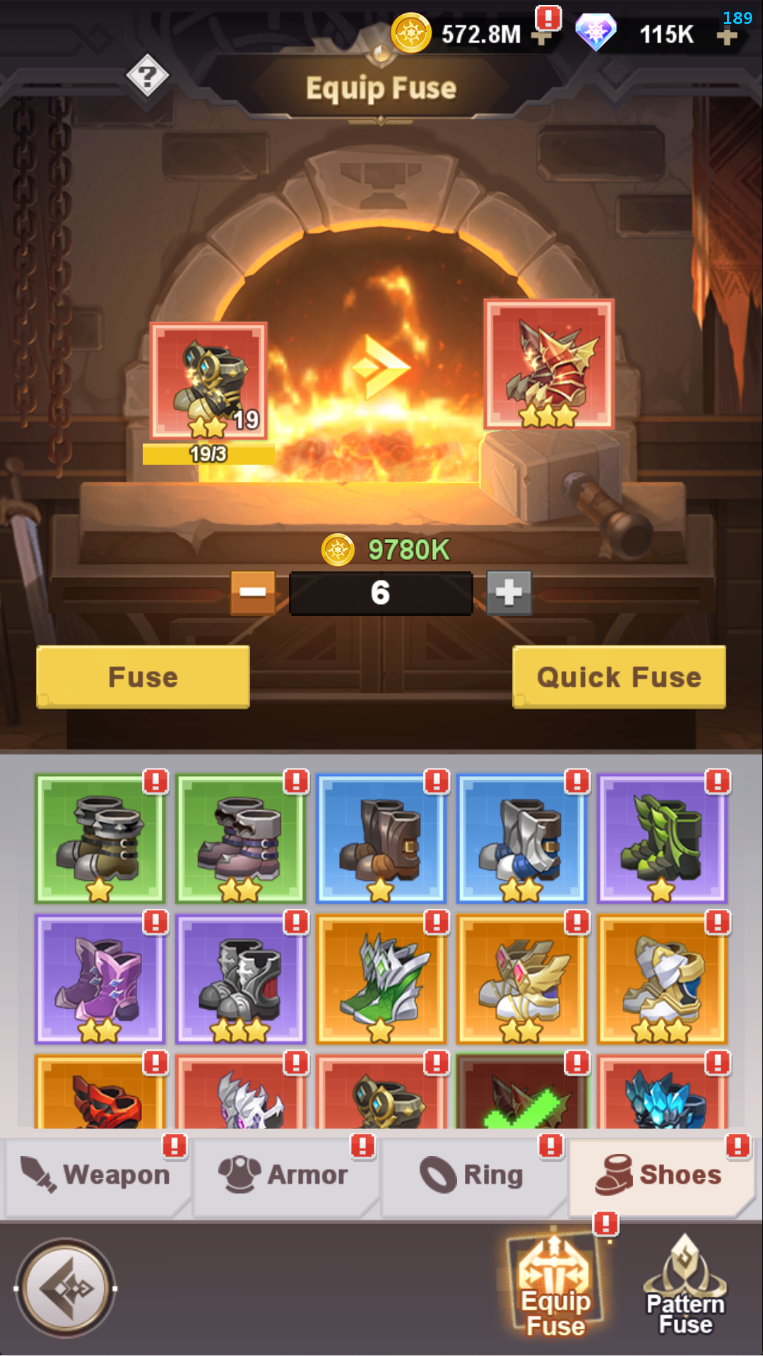 189
572.8M
115K
?
Equip Fuse
19
19/3
9780K
6
Fuse
Quick Fuse
Weapon
Armor
Ring
Shoes
Equip
Fuse
Pattern
Fuse